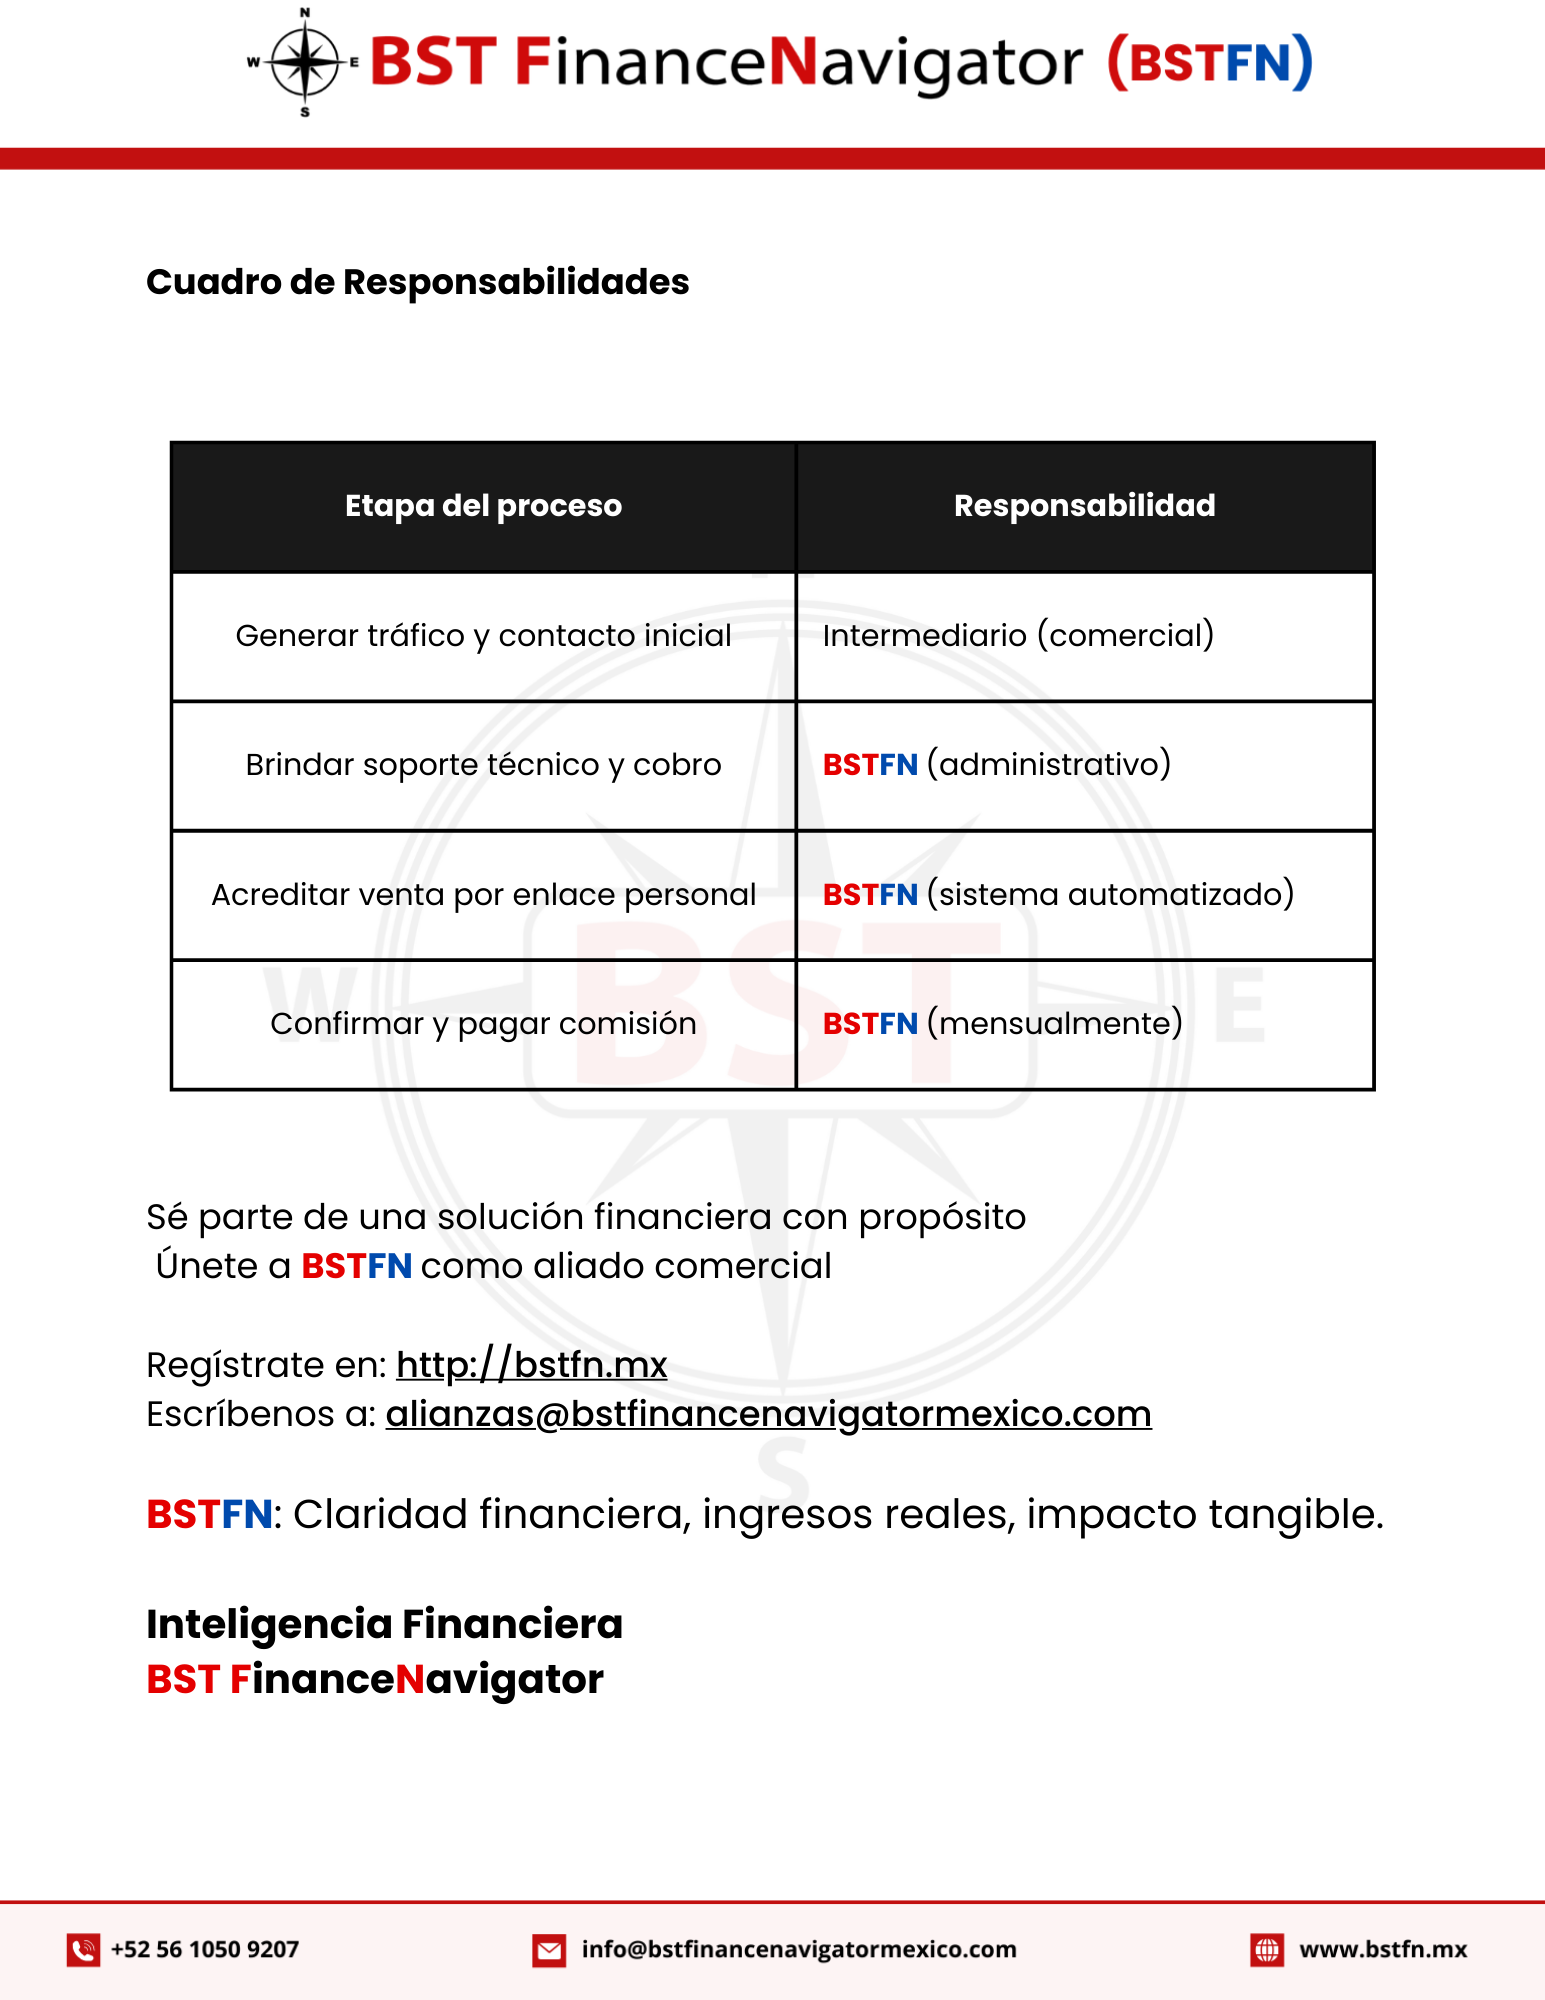 N
W E BST FinanceNavigator (BSTFN)
S
Cuadro de Responsabilidades
Etapa del proceso Responsabilidad
Generar tráfico y contacto inicial Intermediario (comercial)
Brindar soporte técnico y cobro BSTFN (administrativo)
Acreditar venta por enlace personal BSTFN (sistema automatizado)
Confirmar y pagar comisión BSTFN (mensualmente)
W BST E
S
Sé parte de una solución financiera con propósito
Únete a BSTFN como aliado comercial
Regístrate en: http://bstfn.mx
Escríbenos a: alianzas@bstfinancenavigatormexico.com
BSTFN: Claridad financiera, ingresos reales, impacto tangible.
Inteligencia Financiera
BST FinanceNavigator
+52 56 1050 9207 info@bstfinancenavigatormexico.com www.bstfn.mx